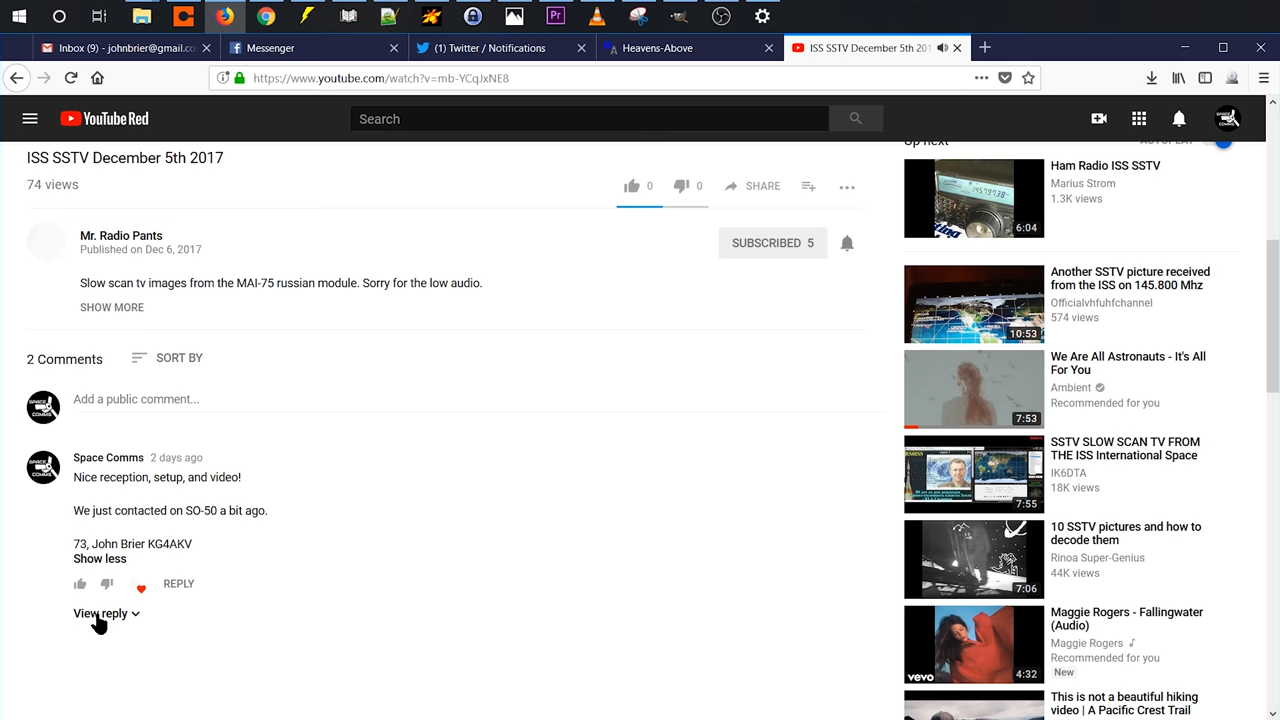 Inbox (9) - johnbrier@gmail.co
Messenger
(1) Twitter / Notifications
Heavens-Above
ISS SSTV December 5th 201
https://www.youtube.com/watch?v=mb-YCqJxNE8
YouTube Red
Search
ISS SSTV December 5th 2017
74 views
0
0
SHARE
Mr. Radio Pants
Published on Dec 6, 2017
SUBSCRIBED 5
Slow scan tv images from the MAI-75 russian module. Sorry for the low audio.
SHOW MORE
2 Comments
SORT BY
SPACE COMMS
Add a public comment...
SPACE COMMS
Space Comms 2 days ago
Nice reception, setup, and video!
We just contacted on SO-50 a bit ago.
73, John Brier KG4AKV
Show less
REPLY
View reply
Up next
AUTOPLAY
6:04
Ham Radio ISS SSTV
Marius Strom
1.3K views
10:53
Another SSTV picture received
from the ISS on 145.800 Mhz
Officialvhfuhfchannel
574 views
7:53
We Are All Astronauts - It's All
For You
Ambient
Recommended for you
7:55
SSTV SLOW SCAN TV FROM
THE ISS International Space
IK6DTA
18K views
7:06
10 SSTV pictures and how to
decode them
Rinoa Super-Genius
44K views
vevo
4:32
Maggie Rogers - Fallingwater
(Audio)
Maggie Rogers
Recommended for you
New
This is not a beautiful hiking
video | A Pacific Crest Trail